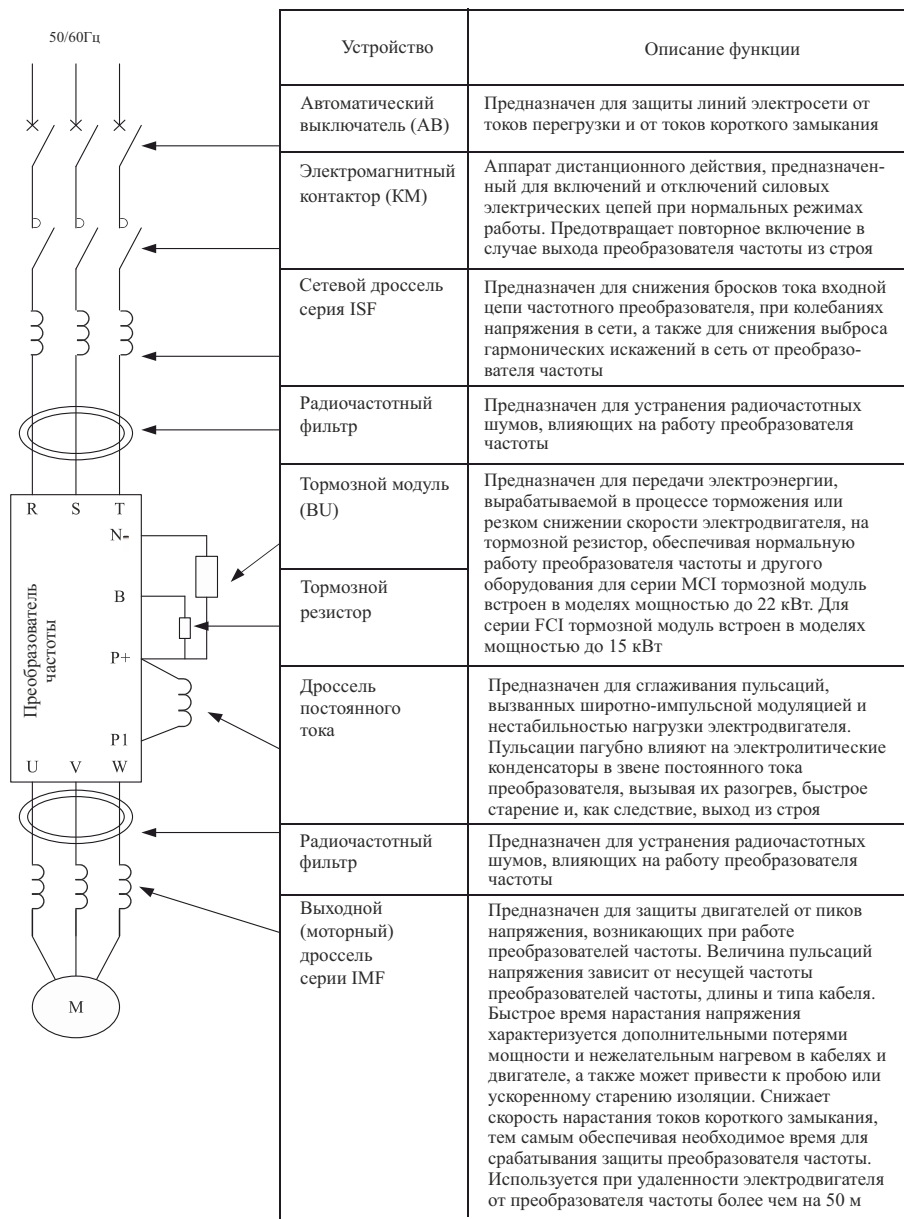 50/60Гц
R S T
N-
B
P+
P1
Преобразователь
частоты
U V W
M
Устройство
Описание функции
Автоматический
выключатель (АВ)
Предназначен для защиты линий электросети от
токов перегрузки и от токов короткого замыкания
Электромагнитный
контактор (КМ)
Аппарат дистанционного действия, предназначен-
ный для включений и отключений силовых
электрических цепей при нормальных режимах
работы. Предотвращает повторное включение в
случае выхода преобразователя частоты из строя
Сетевой дроссель
серия ISF
Предназначен для снижения бросков тока входной
цепи частотного преобразователя, при колебаниях
напряжения в сети, а также для снижения выброса
гармонических искажений в сеть от преобразо-
вателя частоты
Радиочастотный
фильтр
Предназначен для устранения радиочастотных
шумов, влияющих на работу преобразователя
частоты
Тормозной модуль
(BU)
Тормозной
резистор
Предназначен для передачи электроэнергии,
вырабатываемой в процессе торможения или
резком снижении скорости электродвигателя, на
тормозной резистор, обеспечивая нормальную
работу преобразователя частоты и другого
оборудования для серии MCI тормозной модуль
встроен в моделях мощностью до 22 кВт. Для
серии FCI тормозной модуль встроен в моделях
мощностью до 15 кВт
Дроссель
постоянного
тока
Предназначен для сглаживания пульсаций,
вызванных широтно-импульсной модуляцией и
нестабильностью нагрузки электродвигателя.
Пульсации пагубно влияют на электролитические
конденсаторы в звене постоянного тока
преобразователя, вызывая их разогрев, быстрое
старение и, как следствие, выход из строя
Радиочастотный
фильтр
Предназначен для устранения радиочастотных
шумов, влияющих на работу преобразователя
частоты
Выходной
(моторный)
дроссель
серии IMF
Предназначен для защиты двигателей от пиков
напряжения, возникающих при работе
преобразователей частоты. Величина пульсаций
напряжения зависит от несущей частоты
преобразователей частоты, длины и типа кабеля.
Быстрое время нарастания напряжения
характеризуется дополнительными потерями
мощности и нежелательным нагревом в кабелях и
двигателе, а также может привести к пробою или
ускоренному старению изоляции. Снижает
скорость нарастания токов короткого замыкания,
тем самым обеспечивая необходимое время для
срабатывания защиты преобразователя частоты.
Используется при удаленности электродвигателя
от преобразователя частоты более чем на 50 м